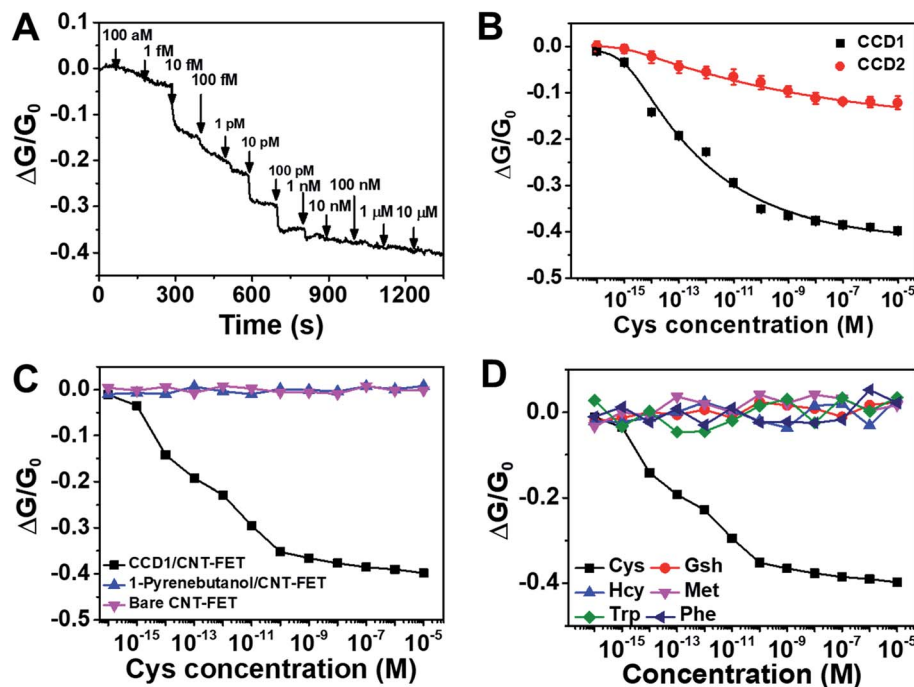 A
0.1
0.0
-0.1
-0.2
-0.3
-0.4
ΔG/G0
100 aM
1 fM
10 fM
100 fM
1 pM
10 pM
100 pM
1 nM
10 nM
100 nM
1 μM
10 μM
0 300 600 900 1200
Time (s)
B
0.0
-0.1
-0.2
-0.3
-0.4
-0.5
ΔG/G0
CCD1
CCD2
10-15 10-13 10-11 10-9 10-7 10-5
Cys concentration (M)
C
0.0
-0.1
-0.2
-0.3
-0.4
-0.5
ΔG/G0
CCD1/CNT-FET
1-Pyrenebutanol/CNT-FET
Bare CNT-FET
10-15 10-13 10-11 10-9 10-7 10-5
Cys concentration (M)
D
0.0
-0.2
-0.4
ΔG/G0
Cys Gsh
Hcy Met
Trp Phe
10-15 10-13 10-11 10-9 10-7 10-5
Concentration (M)